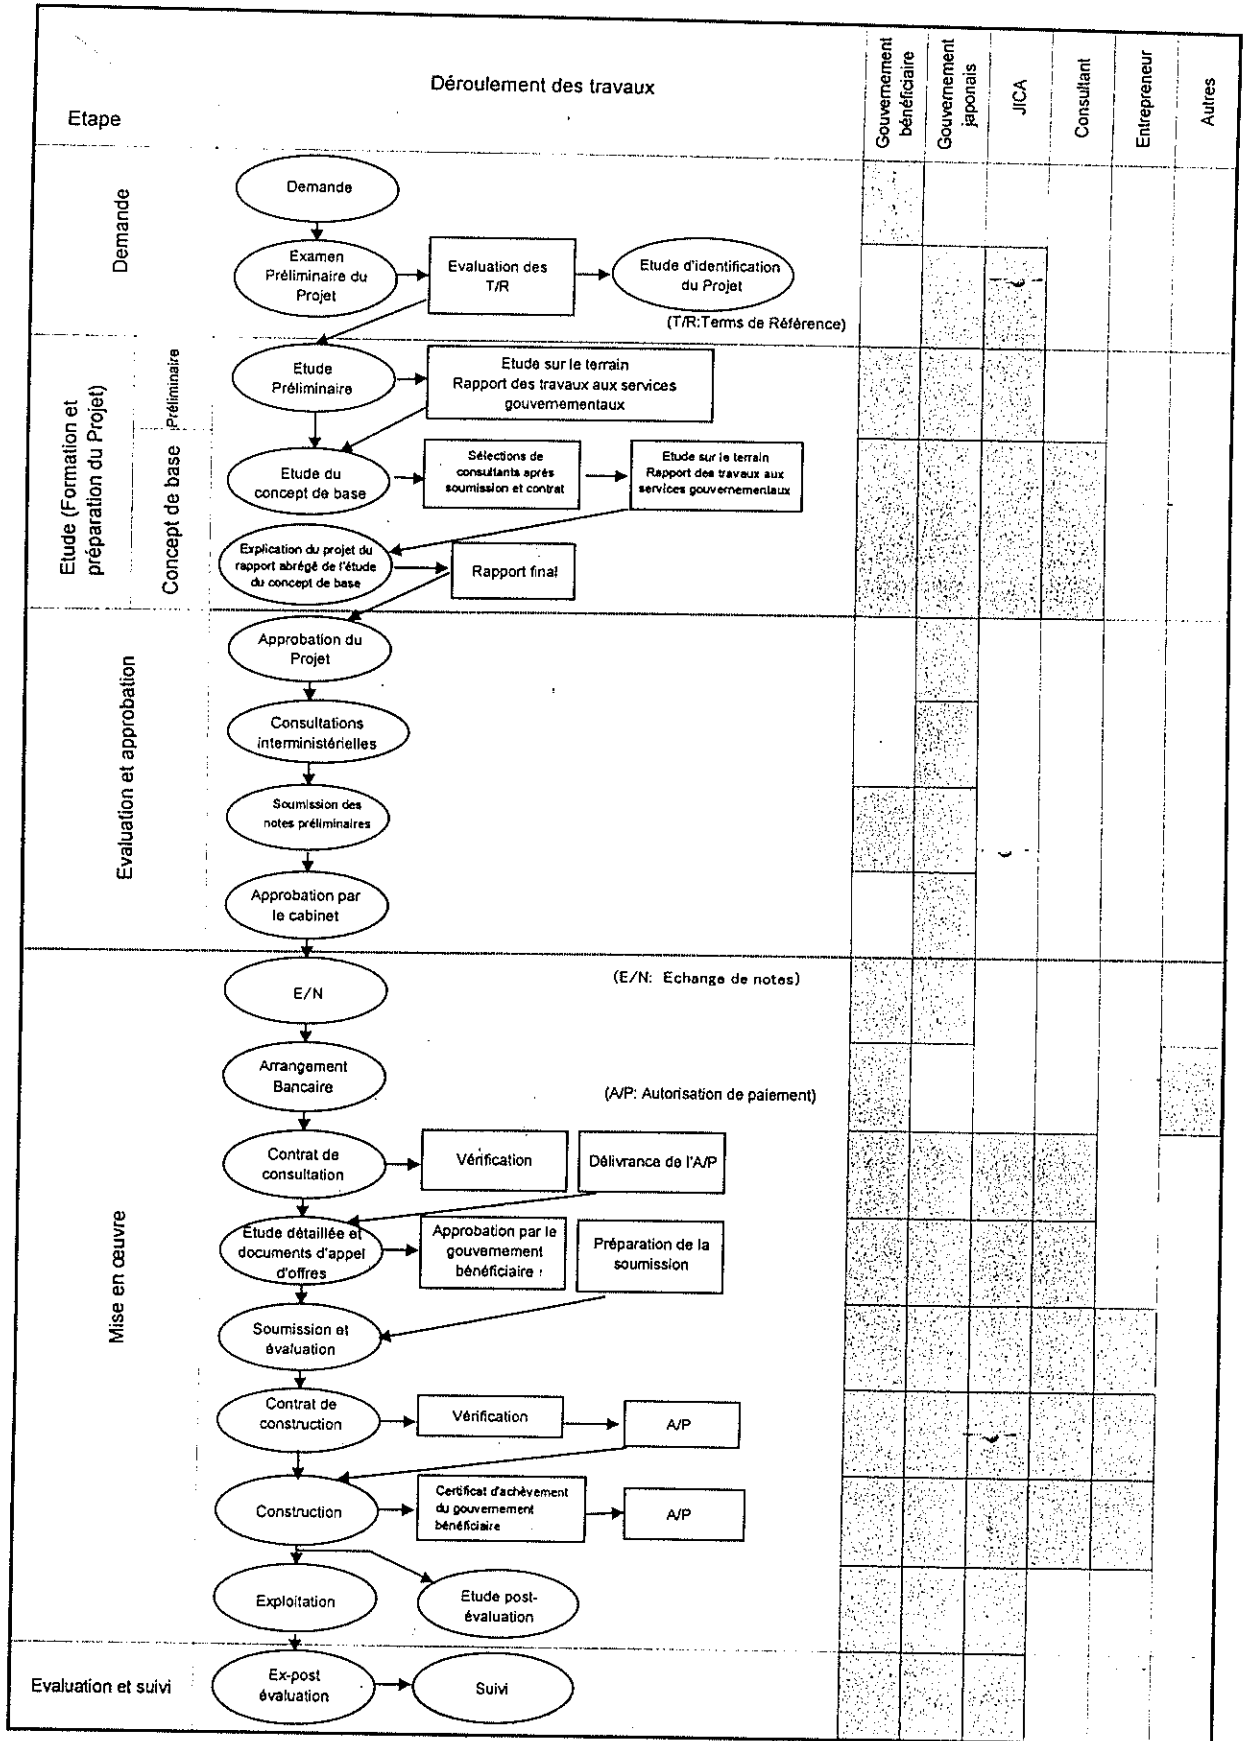 Etape
Déroulement des travaux
Gouvernement
bénéficiaire
Gouvernement
japonais
JICA
Consultant
Entrepreneur
Autres
Demande
Demande
Examen
Préliminaire du
Projet
Evaluation des
T/R
Etude d'identification
du Projet
(T/R:Terms de Référence)
Etude (Formation et
préparation du Projet)
Préliminaire
Etude
Préliminaire
Etude sur le terrain
Rapport des travaux aux services
gouvernementaux
Concept de base
Etude du
concept de base
Sélections de
consultants après
soumission et contrat
Etude sur le terrain
Rapport des travaux aux
services gouvernementaux
Explication du projet du
rapport abrégé de l'étude
du concept de base
Rapport final
Evaluation et approbation
Approbation du
Projet
Consultations
interministérielles
Soumission des
notes préliminaires
Approbation par
le cabinet
Mise en œuvre
E/N
(E/N: Echange de notes)
Arrangement
Bancaire
(A/P: Autorisation de paiement)
Contrat de
consultation
Vérification
Délivrance de l'A/P
Etude détaillée et
documents d'appel
d'offres
Approbation par le
gouvernement
bénéficiaire
Préparation de la
soumission
Soumission et
évaluation
Contrat de
construction
Vérification
A/P
Construction
Certificat d'achèvement
du gouvernement
bénéficiaire
A/P
Exploitation
Etude post-
évaluation
Evaluation et suivi
Ex-post
évaluation
Suivi